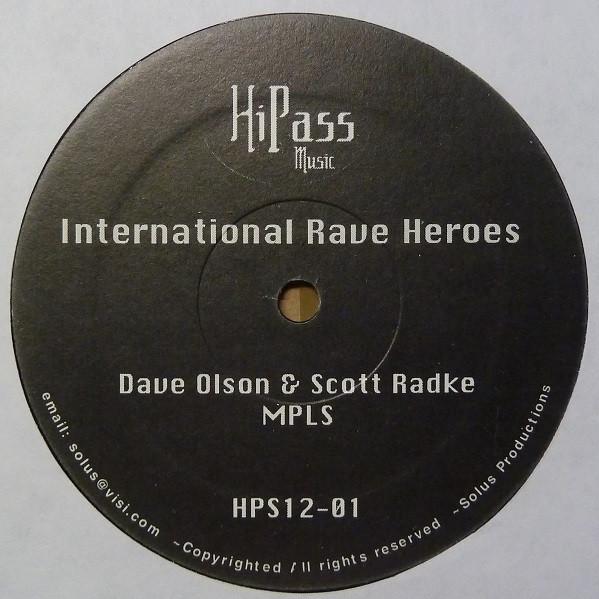 HiPass
Music
International Rave Heroes
Dave Olson & Scott Radke
MPLS
HPS12-01
email: solus@visi.com ~Copyrighted /ll rights reserved ~Solus Productions